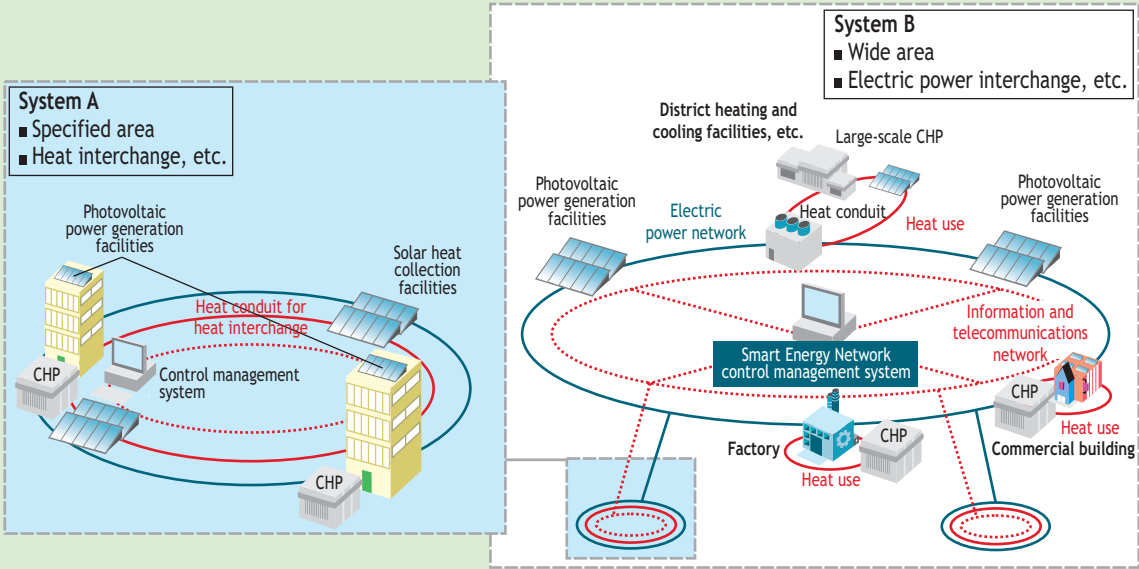 System A
■ Specified area
■ Heat interchange, etc.
Photovoltaic
power generation
facilities
Solar heat
collection
facilities
Heat conduit for
heat interchange
CHP
Control management
system
CHP
System B
■ Wide area
■ Electric power interchange, etc.
District heating and
cooling facilities, etc.
Large-scale CHP
Photovoltaic
power generation
facilities
Electric
power network
Heat conduit
Heat use
Photovoltaic
power generation
facilities
Information and
telecommunications
network
Smart Energy Network
control management system
CHP
Heat use
Commercial building
Factory
CHP
Heat use